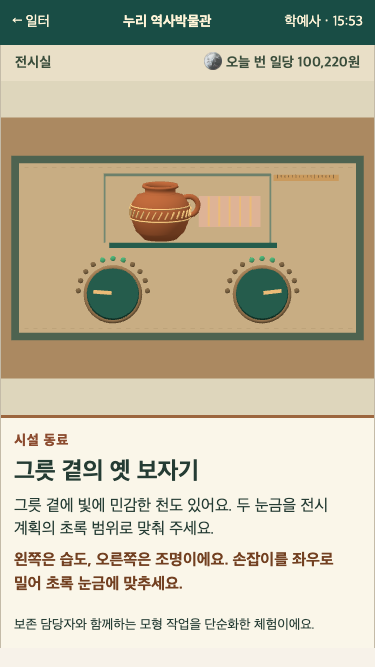 ← 일터
누리 역사박물관
학예사 · 15:53
전시실
오늘 번 일당 100,220원
시설 동료
그릇 곁의 옛 보자기
그릇 곁에 빛에 민감한 천도 있어요. 두 눈금을 전시
계획의 초록 범위로 맞춰 주세요.
왼쪽은 습도, 오른쪽은 조명이에요. 손잡이를 좌우로
밀어 초록 눈금에 맞추세요.
보존 담당자와 함께하는 모형 작업을 단순화한 체험이에요.